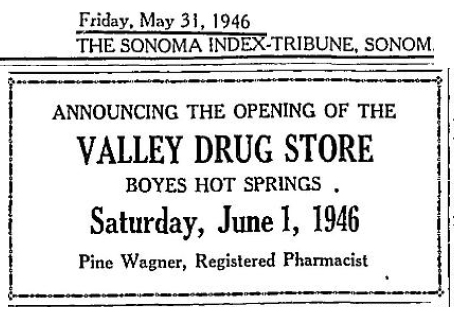 Friday, May 31, 1946
THE SONOMA INDEX-TRIBUNE, SONOM
ANNOUNCING THE OPENING OF THE
VALLEY DRUG STORE
BOYES HOT SPRINGS
Saturday, June 1, 1946
Pine Wagner, Registered Pharmacist